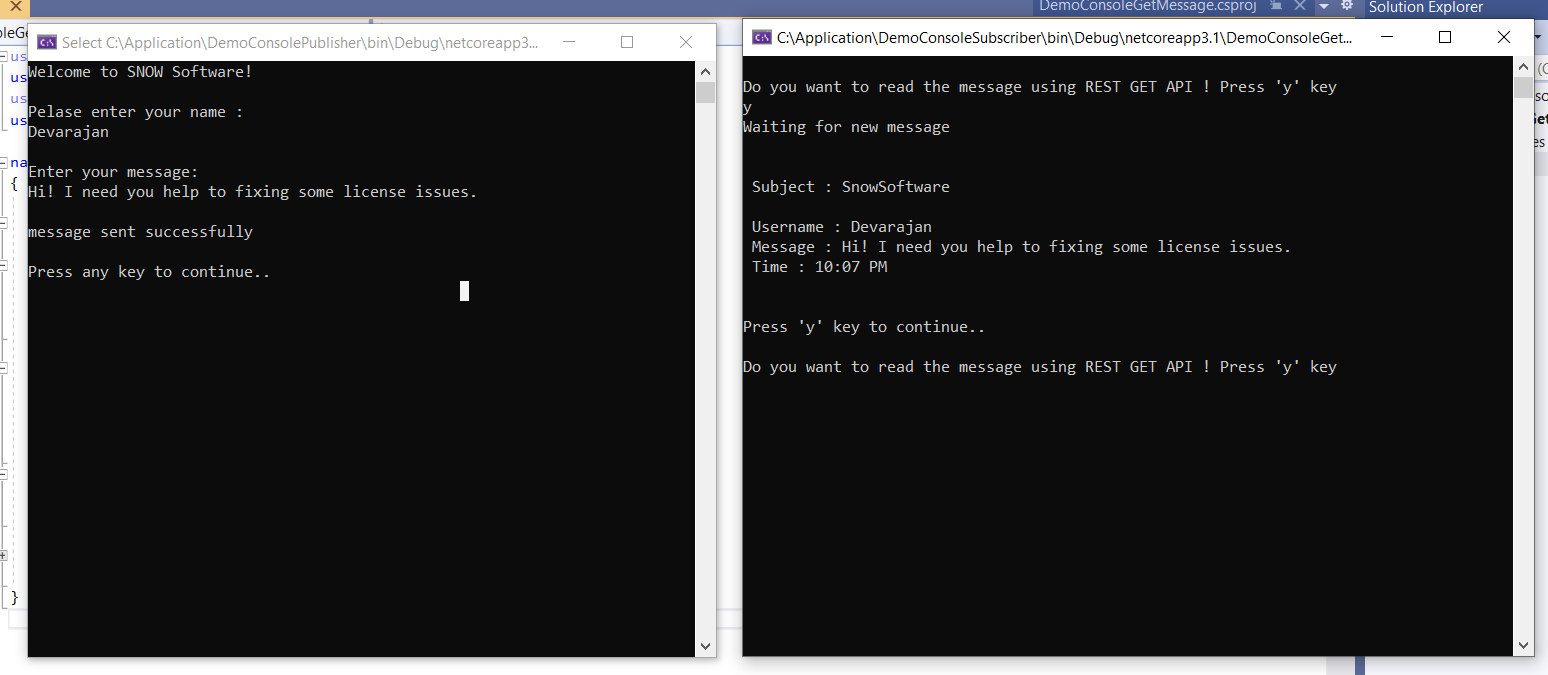 DemoConsoleGetMessage.csproj
Solution Explorer
Select C:\Application\DemoConsolePublisher\bin\Debug\netcoreapp3...
Welcome to SNOW Software!
Pelase enter your name :
Devarajan
Enter your message:
Hi! I need you help to fixing some license issues.
message sent successfully
Press any key to continue..
C:\Application\DemoConsoleSubscriber\bin\Debug\netcoreapp3.1\DemoConsoleGet...
Do you want to read the message using REST GET API ! Press 'y' key
y
Waiting for new message
Subject : SnowSoftware
Username : Devarajan
Message : Hi! I need you help to fixing some license issues.
Time : 10:07 PM
Press 'y' key to continue..
Do you want to read the message using REST GET API ! Press 'y' key